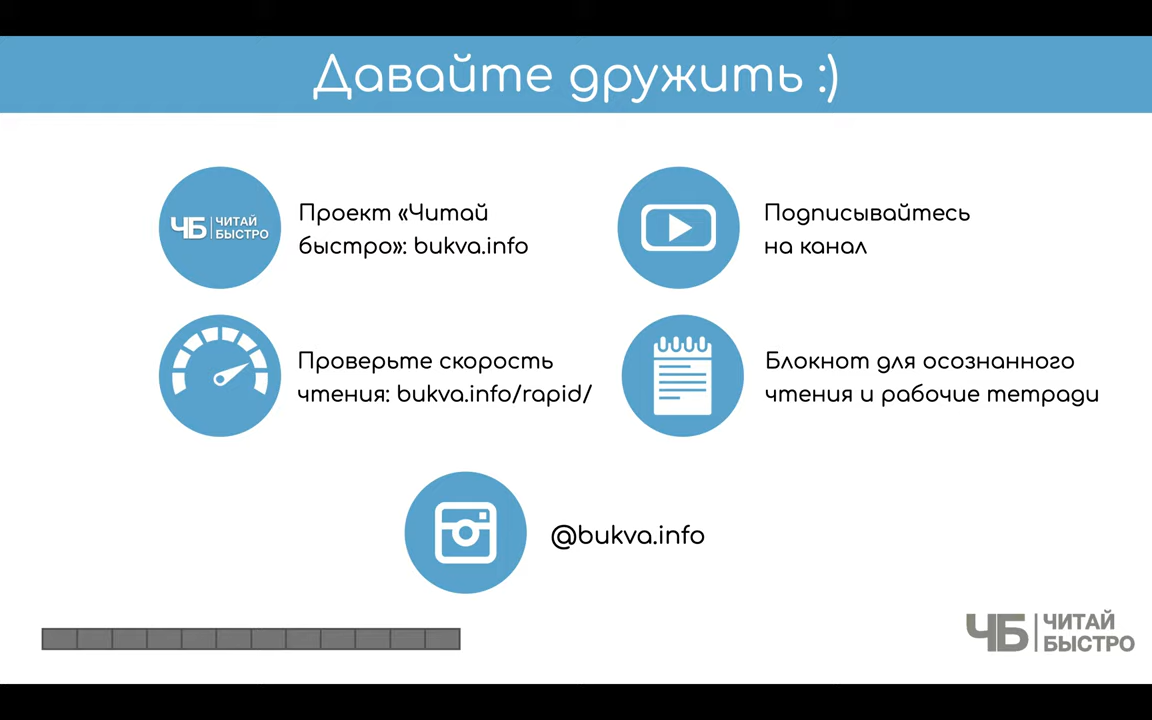 Давайте дружить :)
ЧБ ЧИТАЙ
БЫСТРО
Проект «Читай
быстро»: bukva.info
Подписывайтесь
на канал
Проверьте скорость
чтения: bukva.info/rapid/
Блокнот для осознанного
чтения и рабочие тетради
@bukva.info
ЧБ ЧИТАЙ
БЫСТРО